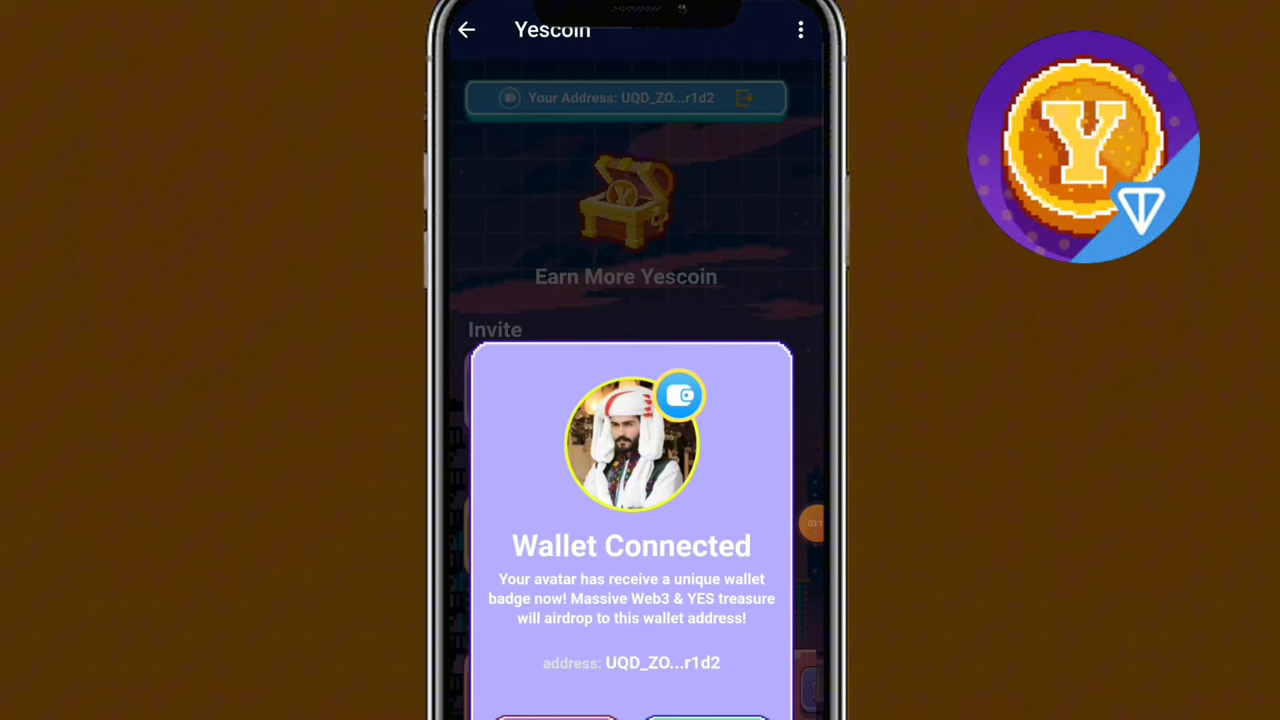 Yescoin
Your Address: UQD_ZO...r1d2
Earn More Yescoin
Invite
Wallet Connected
Your avatar has receive a unique wallet
badge now! Massive Web3 & YES treasure
will airdrop to this wallet address!
address: UQD_ZO...r1d2
Y